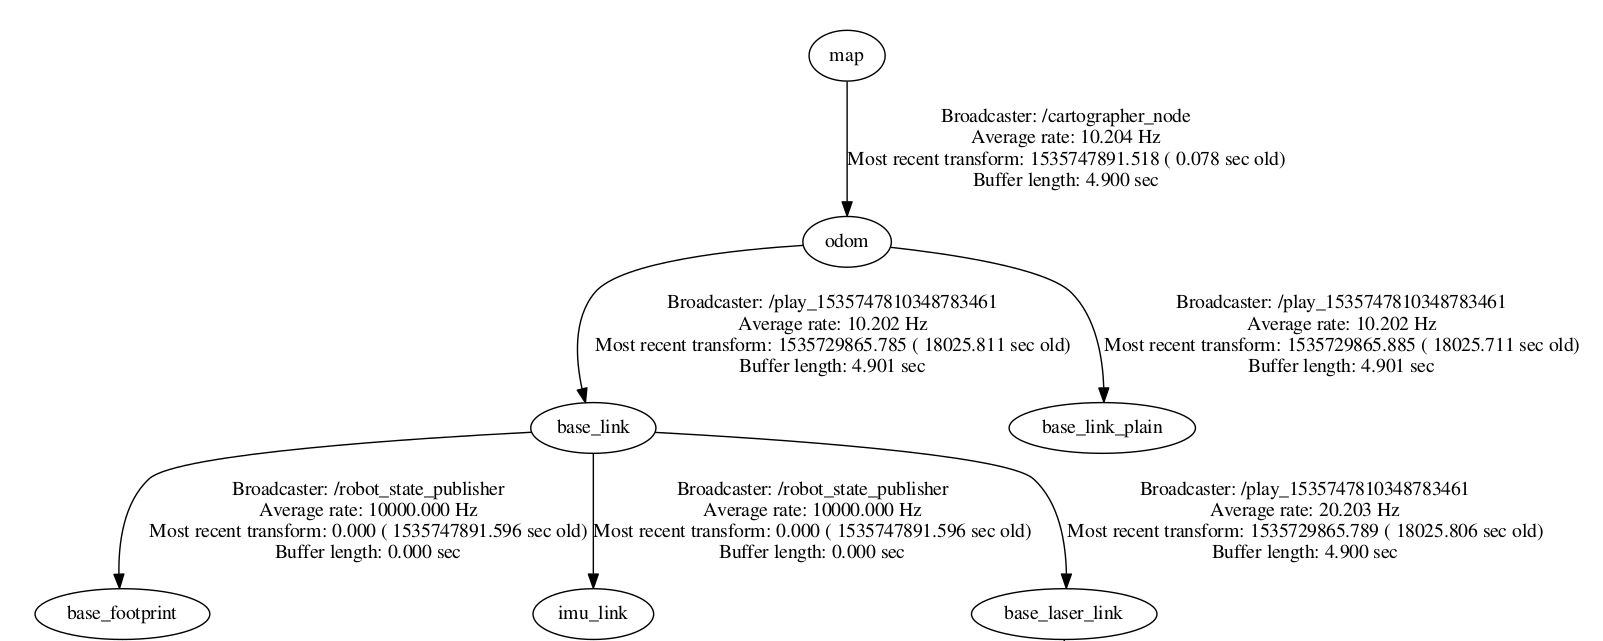 map
Broadcaster: /cartographer_node
Average rate: 10.204 Hz
Most recent transform: 1535747891.518 ( 0.078 sec old)
Buffer length: 4.900 sec
odom
Broadcaster: /play_1535747810348783461
Average rate: 10.202 Hz
Most recent transform: 1535729865.785 ( 18025.811 sec old)
Buffer length: 4.901 sec
Broadcaster: /play_1535747810348783461
Average rate: 10.202 Hz
Most recent transform: 1535729865.885 ( 18025.711 sec old)
Buffer length: 4.901 sec
base_link
base_link_plain
Broadcaster: /robot_state_publisher
Average rate: 10000.000 Hz
Most recent transform: 0.000 ( 1535747891.596 sec old)
Buffer length: 0.000 sec
Broadcaster: /robot_state_publisher
Average rate: 10000.000 Hz
Most recent transform: 0.000 ( 1535747891.596 sec old)
Buffer length: 0.000 sec
Broadcaster: /play_1535747810348783461
Average rate: 20.203 Hz
Most recent transform: 1535729865.789 ( 18025.806 sec old)
Buffer length: 4.900 sec
base_footprint
imu_link
base_laser_link